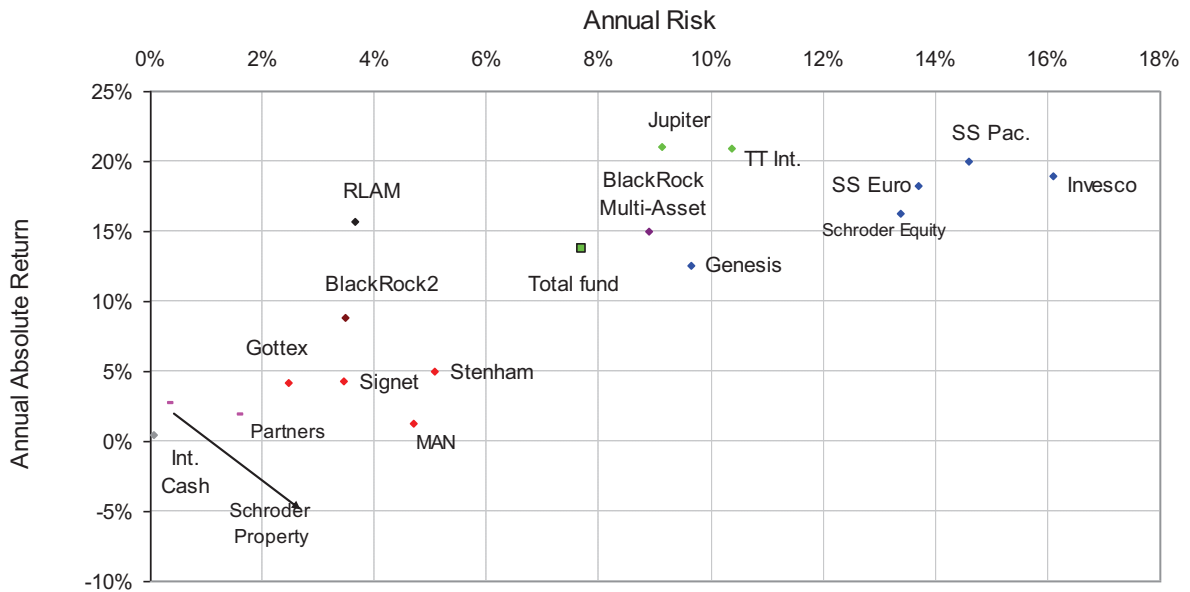 Annual Risk
0% 2% 4% 6% 8% 10% 12% 14% 16% 18%
Annual Absolute Return
25%
20%
15%
10%
5%
0%
-5%
-10%
Jupiter
TT Int.
SS Pac.
BlackRock
Multi-Asset
SS Euro
Invesco
RLAM
Schroder Equity
Genesis
Total fund
BlackRock2
Gottex
Signet
Stenham
Partners
MAN
Int.
Cash
Schroder
Property